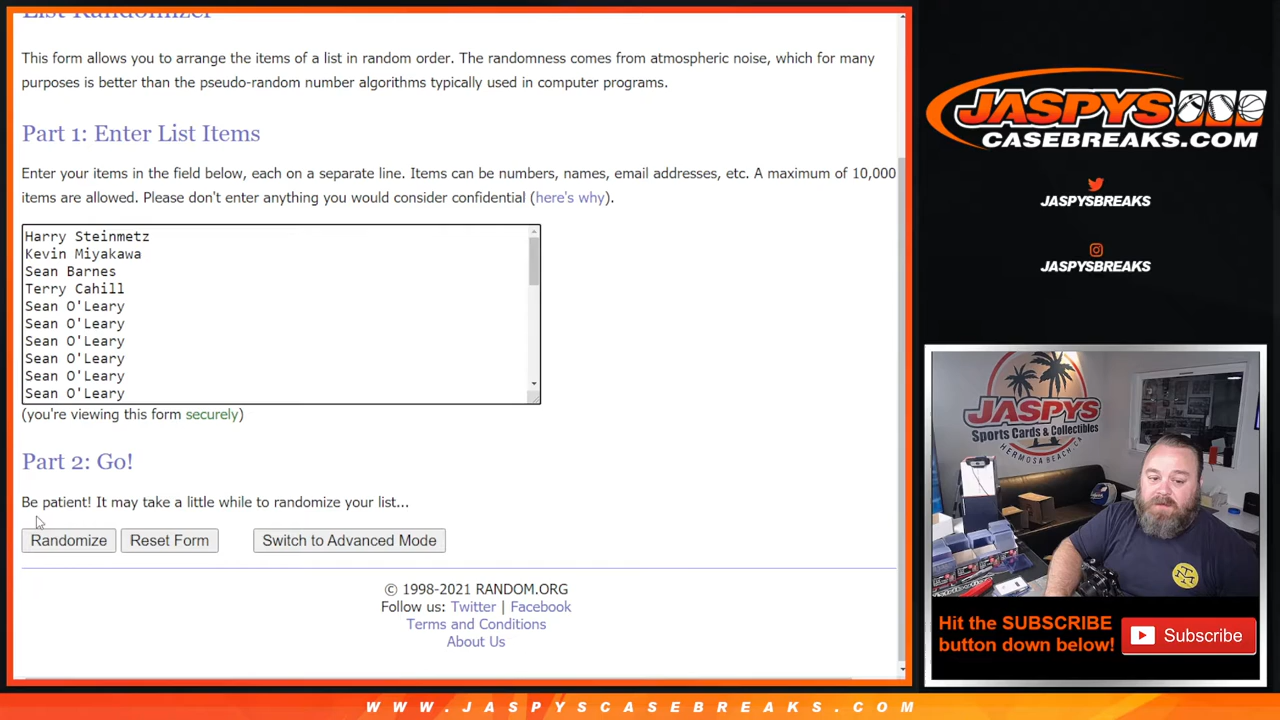 List Randomizer
This form allows you to arrange the items of a list in random order. The randomness comes from atmospheric noise, which for many
purposes is better than the pseudo-random number algorithms typically used in computer programs.
Part 1: Enter List Items
Enter your items in the field below, each on a separate line. Items can be numbers, names, email addresses, etc. A maximum of 10,000
items are allowed. Please don't enter anything you would consider confidential (here's why).
Harry Steinmetz
Kevin Miyakawa
Sean Barnes
Terry Cahill
Sean O'Leary
Sean O'Leary
Sean O'Leary
Sean O'Leary
Sean O'Leary
Sean O'Leary
(you're viewing this form securely)
Part 2: Go!
Be patient! It may take a little while to randomize your list...
Randomize Reset Form Switch to Advanced Mode
© 1998-2021 RANDOM.ORG
Follow us: Twitter | Facebook
Terms and Conditions
About Us
JASPYS
CASEBREAKS.COM
JASPYSBREAKS
JASPYSBREAKS
JASPYS
Sports Cards & Collectibles
HERMOSA BEACH, CA
Hit the SUBSCRIBE
button down below!
Subscribe
WWW.JASPYSCASEBREAKS.COM